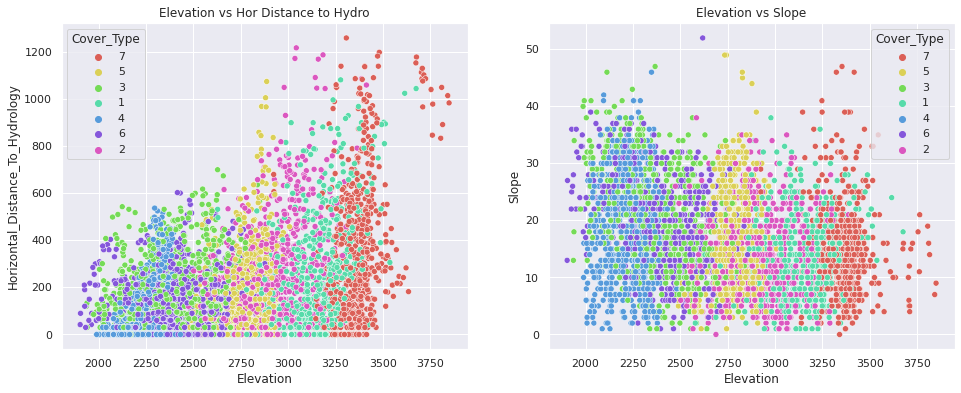 Elevation vs Hor Distance to Hydro
Horizontal_Distance_To_Hydrology
1200
1000
800
600
400
200
0
Cover_Type
7
5
3
1
4
6
2
2000 2250 2500 2750 3000 3250 3500 3750
Elevation
Elevation vs Slope
Slope
50
40
30
20
10
0
Cover_Type
7
5
3
1
4
6
2
2000 2250 2500 2750 3000 3250 3500 3750
Elevation